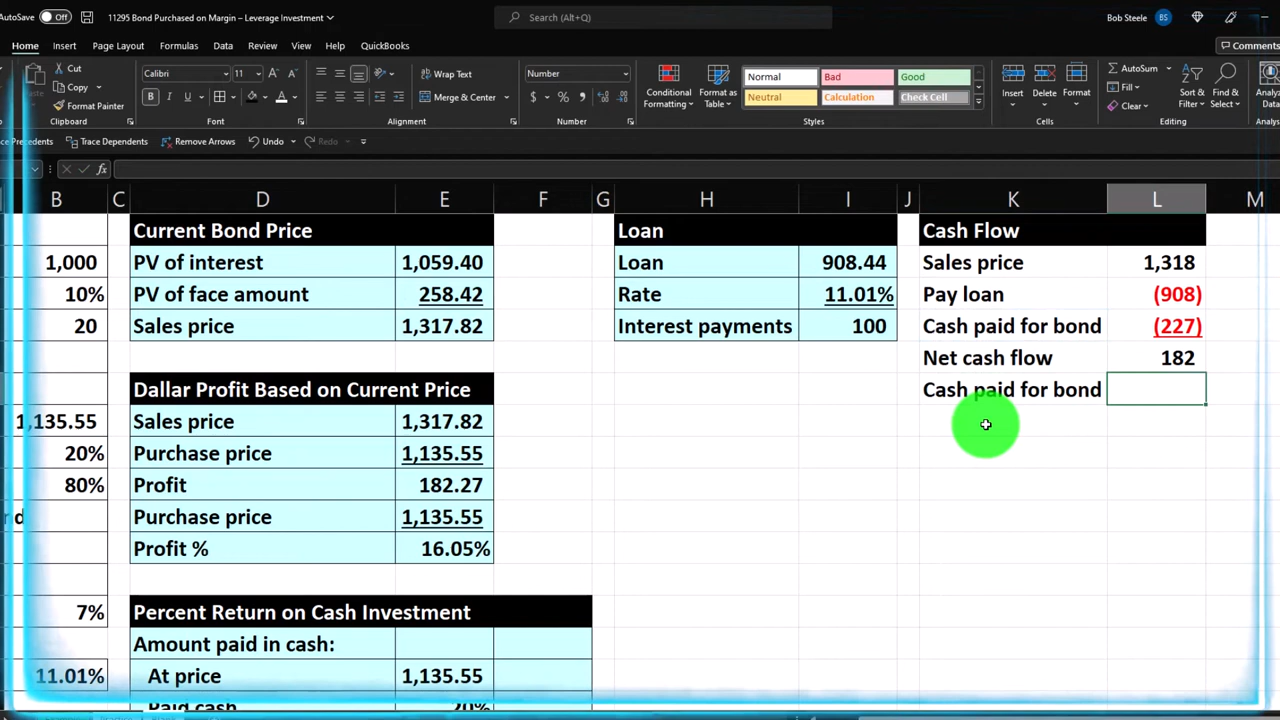 AutoSave Off 11295 Bond Purchased on Margin – Leverage Investment Search (Alt+Q) Bob Steele BS
Home Insert Page Layout Formulas Data Review View Help QuickBooks Comments
Cut
Copy
Format Painter
Clipboard
Calibri 11
B I U
Font
Wrap Text
Merge & Center
Alignment
Number
$ % ,
Number
Conditional Formatting
Format as Table
Normal Bad Good
Neutral Calculation Check Cell
Styles
Insert Delete Format
Cells
AutoSum
Fill
Clear
Sort & Filter
Find & Select
Editing
Trace Dependents Remove Arrows Undo Redo
fx
B C D E F G H I J K L M
Current Bond Price Loan Cash Flow
1,000 PV of interest 1,059.40 Loan 908.44 Sales price 1,318
10% PV of face amount 258.42 Rate 11.01% Pay loan (908)
20 Sales price 1,317.82 Interest payments 100 Cash paid for bond (227)
Net cash flow 182
Dollar Profit Based on Current Price Cash paid for bond
1,135.55 Sales price 1,317.82
20% Purchase price 1,135.55
80% Profit 182.27
Purchase price 1,135.55
Profit % 16.05%
7% Percent Return on Cash Investment
Amount paid in cash:
11.01% At price 1,135.55
Paid cash 20%